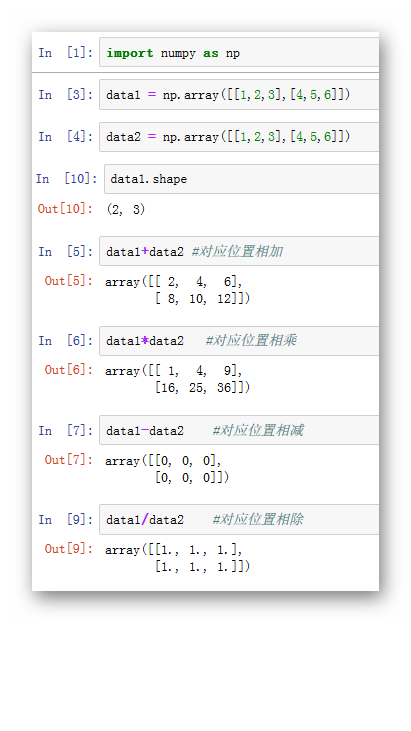 In [1]: import numpy as np
In [3]: data1 = np.array([[1,2,3],[4,5,6]])
In [4]: data2 = np.array([[1,2,3],[4,5,6]])
In [10]: data1.shape
Out[10]: (2, 3)
In [5]: data1+data2 #对应位置相加
Out[5]: array([[ 2,  4,  6],
[ 8, 10, 12]])
In [6]: data1*data2 #对应位置相乘
Out[6]: array([[ 1,  4,  9],
[16, 25, 36]])
In [7]: data1-data2 #对应位置相减
Out[7]: array([[0, 0, 0],
[0, 0, 0]])
In [9]: data1/data2 #对应位置相除
Out[9]: array([[1., 1., 1.],
[1., 1., 1.]])